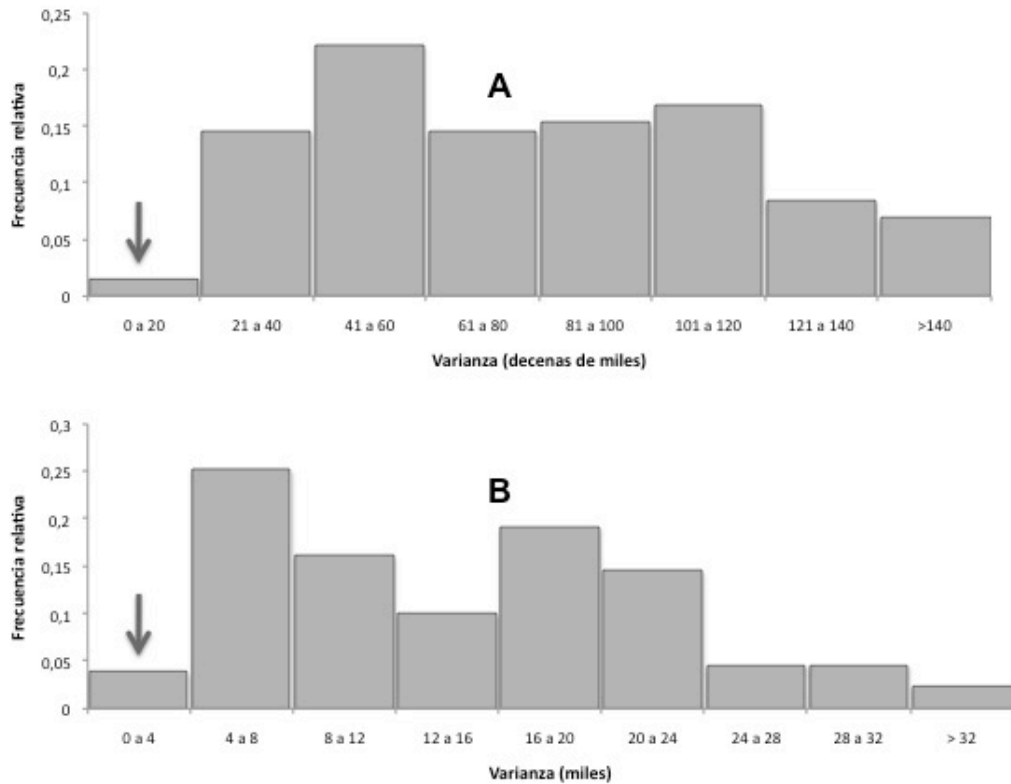 0,25
0,2
0,15
0,1
0,05
0
Frecuencia relativa
A
0 a 20 21 a 40 41 a 60 61 a 80 81 a 100 101 a 120 121 a 140 >140
Varianza (decenas de miles)
0,3
0,25
0,2
0,15
0,1
0,05
0
Frecuencia relativa
B
0 a 4 4 a 8 8 a 12 12 a 16 16 a 20 20 a 24 24 a 28 28 a 32 > 32
Varianza (miles)